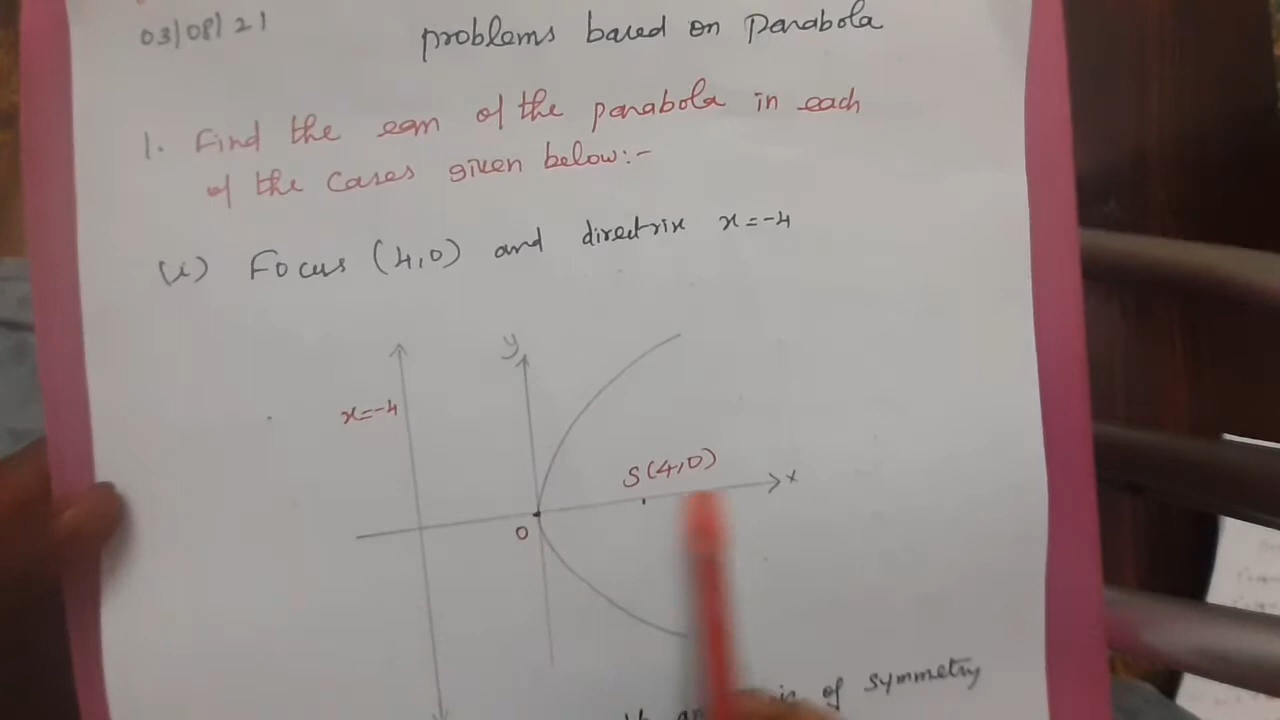 03/08/21
problems based on Parabola
1. Find the eqn of the parabola in each
of the cases given below:-
(i) Focus (4,0) and directrix x=-4
y
x=-4
S(4,0)
x
0
of symmetry